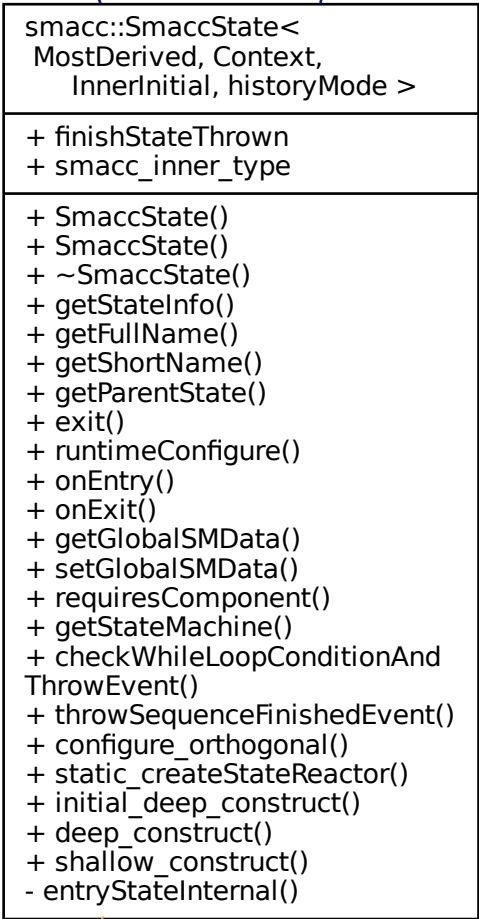 smacc::SmaccState<
MostDerived, Context,
InnerInitial, historyMode >
+ finishStateThrown
+ smacc_inner_type
+ SmaccState()
+ SmaccState()
+ ~SmaccState()
+ getStateInfo()
+ getFullName()
+ getShortName()
+ getParentState()
+ exit()
+ runtimeConfigure()
+ onEntry()
+ onExit()
+ getGlobalSMData()
+ setGlobalSMData()
+ requiresComponent()
+ getStateMachine()
+ checkWhileLoopConditionAnd
ThrowEvent()
+ throwSequenceFinishedEvent()
+ configure_orthogonal()
+ static_createStateReactor()
+ initial_deep_construct()
+ deep_construct()
+ shallow_construct()
- entryStateInternal()